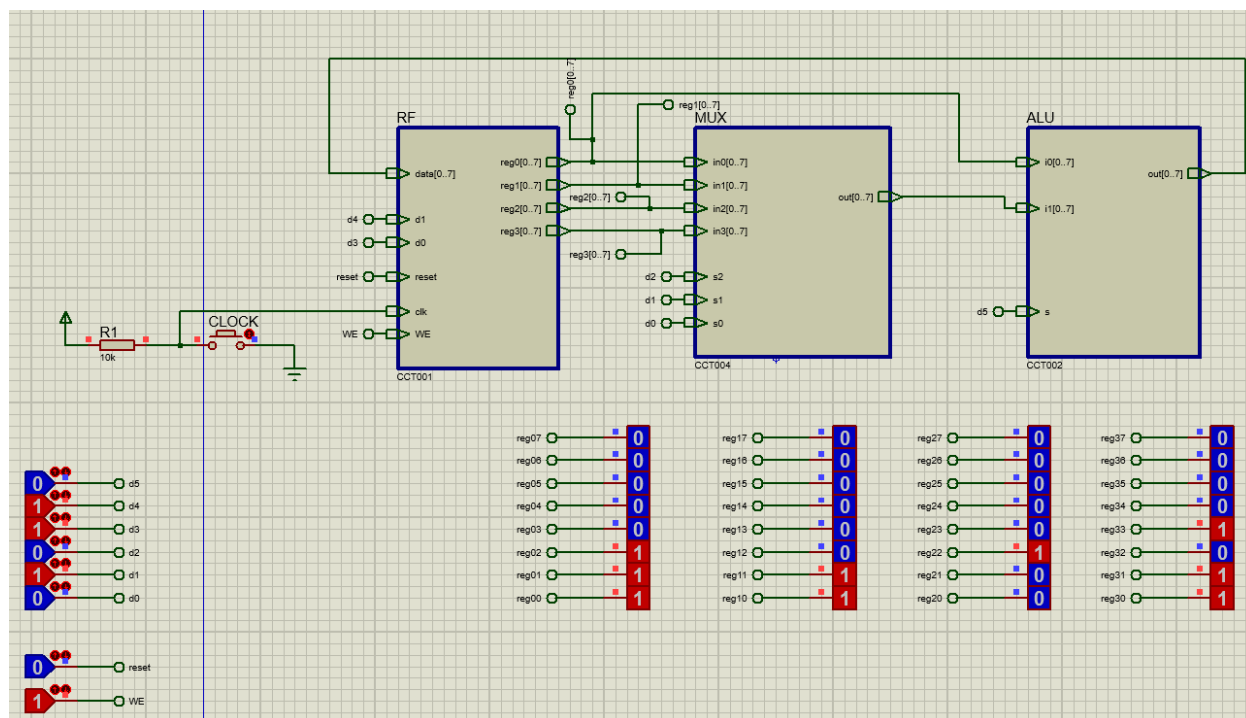 reg0[0..7]
reg1[0..7]
RF
MUX
ALU
data[0..7]
reg0[0..7]
reg1[0..7]
reg2[0..7]
reg3[0..7]
d4
d1
d3
d0
reset
reset
clk
WE
WE
CCT001
reg2[0..7]
reg3[0..7]
in0[0..7]
in1[0..7]
in2[0..7]
in3[0..7]
out[0..7]
d2
s2
d1
s1
d0
s0
CCT004
i0[0..7]
i1[0..7]
out[0..7]
d5
s
CCT002
R1
10k
CLOCK
reg07 0
reg06 0
reg05 0
reg04 0
reg03 0
reg02 1
reg01 1
reg00 1
reg17 0
reg16 0
reg15 0
reg14 0
reg13 0
reg12 0
reg11 1
reg10 1
reg27 0
reg26 0
reg25 0
reg24 0
reg23 0
reg22 1
reg21 0
reg20 0
reg37 0
reg36 0
reg35 0
reg34 0
reg33 1
reg32 0
reg31 1
reg30 1
0 d5
1 d4
1 d3
0 d2
1 d1
0 d0
0 reset
1 WE